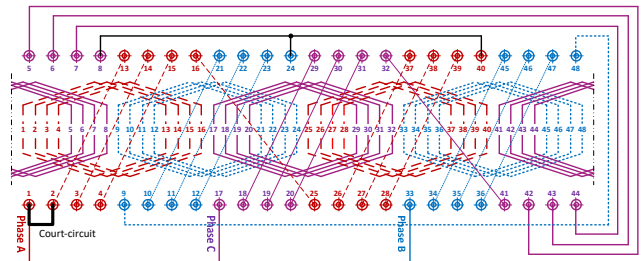 5 6 7 8 13 14 15 16 21 22 23 24 29 30 31 32 37 38 39 40 45 46 47 48
1 2 3 4 5 6 7 8 9 10 11 12 13 14 15 16 17 18 19 20 21 22 23 24 25 26 27 28 29 30 31 32 33 34 35 36 37 38 39 40 41 42 43 44 45 46 47 48
1 2 3 4 9 10 11 12 17 18 19 20 25 26 27 28 33 34 35 36 41 42 43 44
Phase A
Court-circuit
Phase C
Phase B